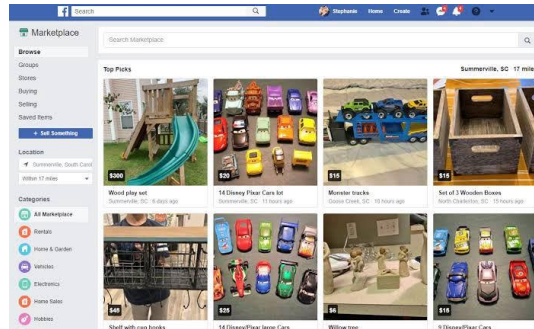 f Search Stephanie Home Create
Marketplace
Search Marketplace
Browse
Groups
Stores
Buying
Selling
Saved Items
+ Sell Something
Location
Summerville, South Carol
Within 17 miles
Categories
All Marketplace
Rentals
Home & Garden
Vehicles
Electronics
Home Sales
Hobbies
Top Picks
Summerville, SC 17 mile
$300
$20
$15
$15
Wood play set
Summerville, SC · 6 days ago
14 Disney Pixar Cars lot
Summerville, SC · 11 hours ago
Monster trucks
Goose Creek, SC · 10 hours ago
Set of 3 Wooden Boxes
North Charleston, SC · 15 hours ago
$45
$25
$6
$15
Shelf with cup hooks
14 Disney/Pixar large Cars
Willow tree
9 Disney/Pixar Cars